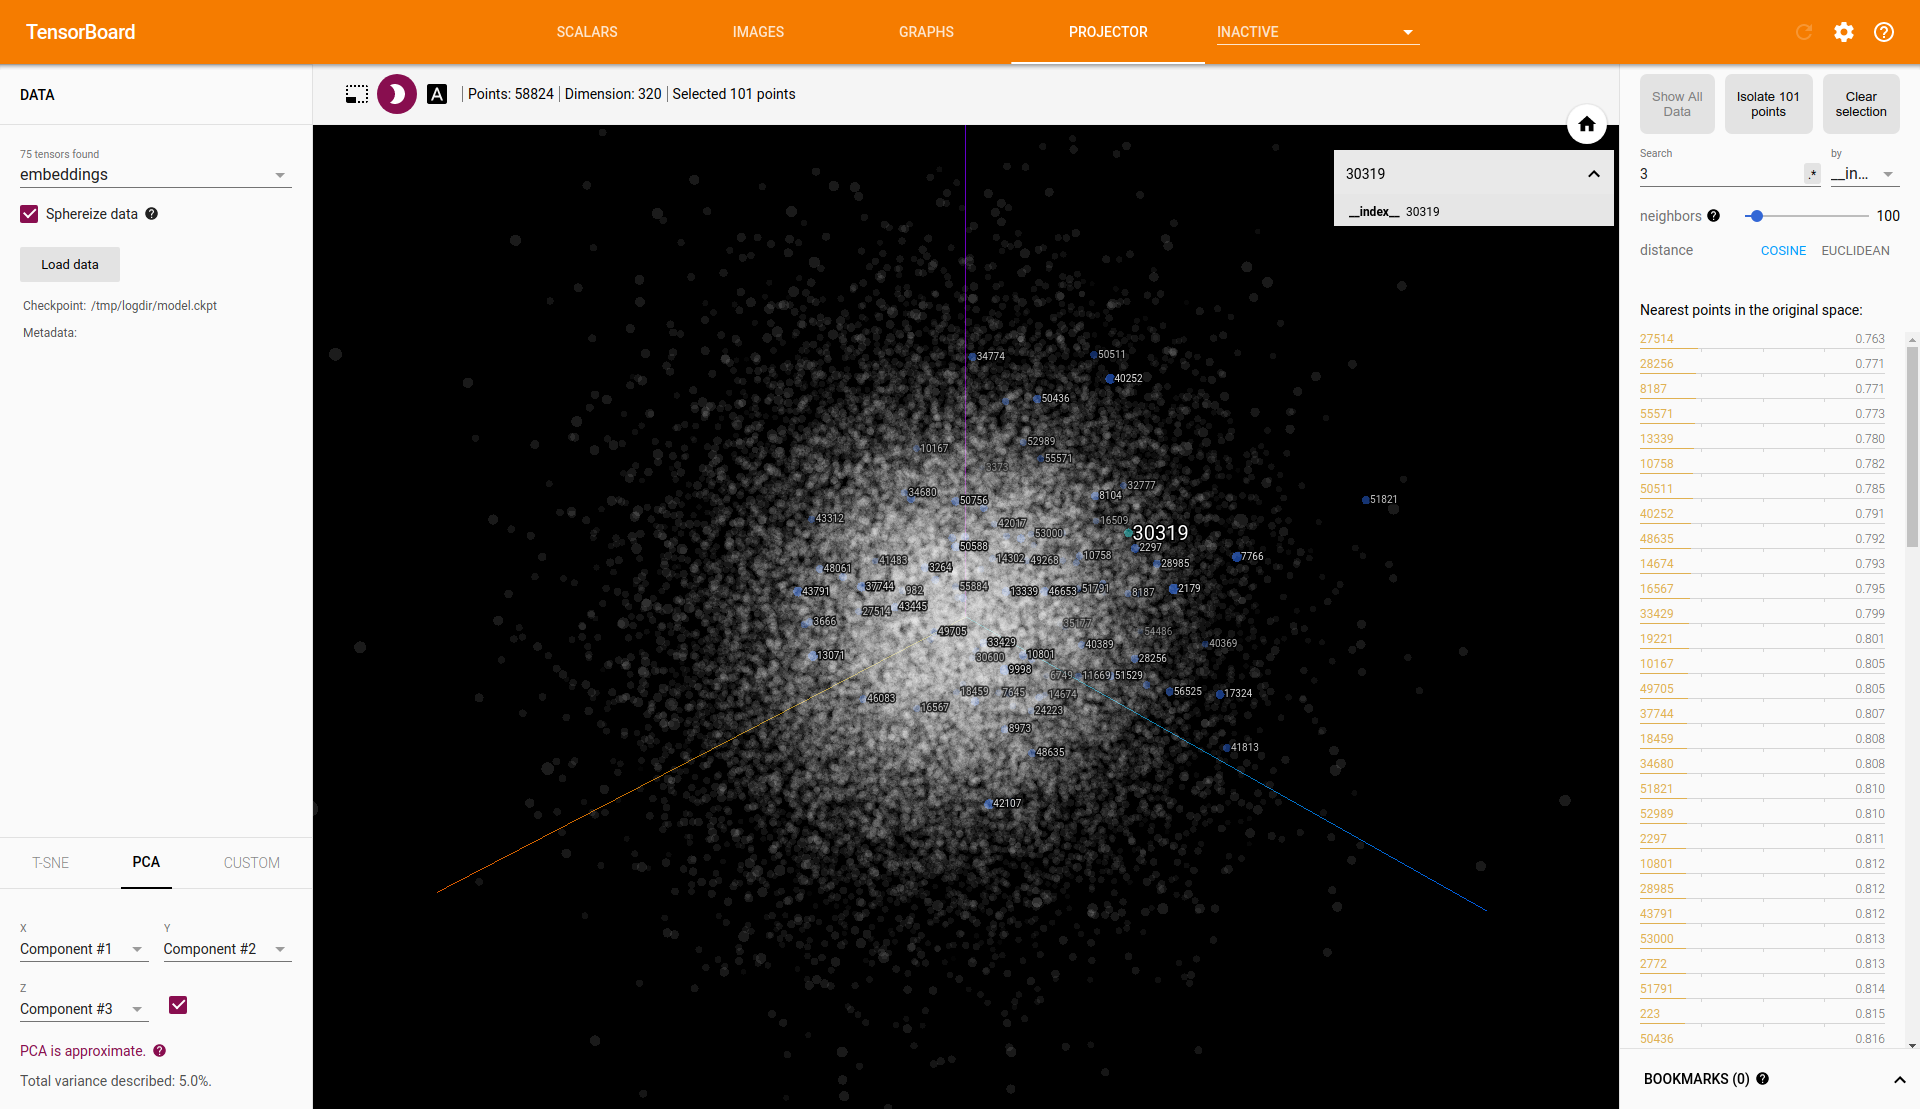 TensorBoard
SCALARS
IMAGES
GRAPHS
PROJECTOR
INACTIVE
DATA
75 tensors found
embeddings
Sphereize data
Load data
Checkpoint: /tmp/logdir/model.ckpt
Metadata:
T-SNE
PCA
CUSTOM
X
Component #1
Y
Component #2
Z
Component #3
PCA is approximate.
Total variance described: 5.0%.
A
Points: 58824
Dimension: 320
Selected 101 points
30319
__index__ 30319
34774
50511
40252
50436
10167
52989
55571
3373
32777
34680
50756
8104
51821
43312
42017
16509
53000
30319
50588
2297
14302
49268
10758
7766
41483
28985
48061
3264
37744
982
55884
43791
13339
46653
51791
8187
2179
27514
43445
3666
35177
49705
54486
33429
40389
40369
13071
30600
10801
28256
9998
6749
11669
51529
46083
18459
7645
14674
56525
17324
16567
24223
8973
41813
48635
42107
Show All
Data
Isolate 101
points
Clear
selection
Search
3
.*
by
__in...
neighbors
100
distance
COSINE
EUCLIDEAN
Nearest points in the original space:
27514 0.763
28256 0.771
8187 0.771
55571 0.773
13339 0.780
10758 0.782
50511 0.785
40252 0.791
48635 0.792
14674 0.793
16567 0.795
33429 0.799
19221 0.801
10167 0.805
49705 0.805
37744 0.807
18459 0.808
34680 0.808
51821 0.810
52989 0.810
2297 0.811
10801 0.812
28985 0.812
43791 0.812
53000 0.813
2772 0.813
51791 0.814
223 0.815
50436 0.816
BOOKMARKS (0)